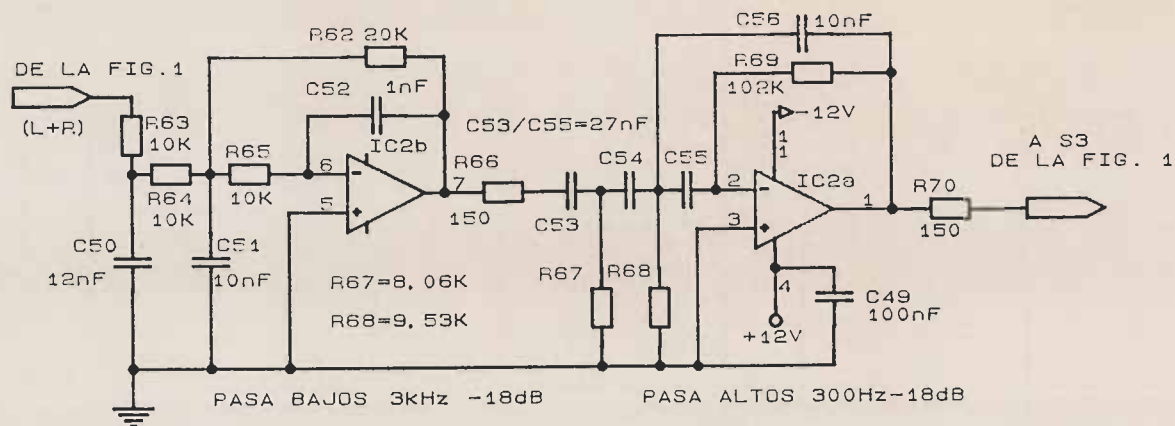 DE LA FIG.1
(L+R)
R63
10K
R64
10K
C50
12nF
R62 20K
C52
1nF
R65
10K
C51
10nF
IC2b
6
5
7
R66
150
C53/C55=27nF
C53
C54
C55
R67
R68
R67=8.06K
R68=9.53K
C56
10nF
R69
102K
-12V
11
IC2a
2
3
1
4
+12V
C49
100nF
R70
150
A S3
DE LA FIG. 1
PASA BAJOS 3kHz -18dB
PASA ALTOS 300Hz-18dB